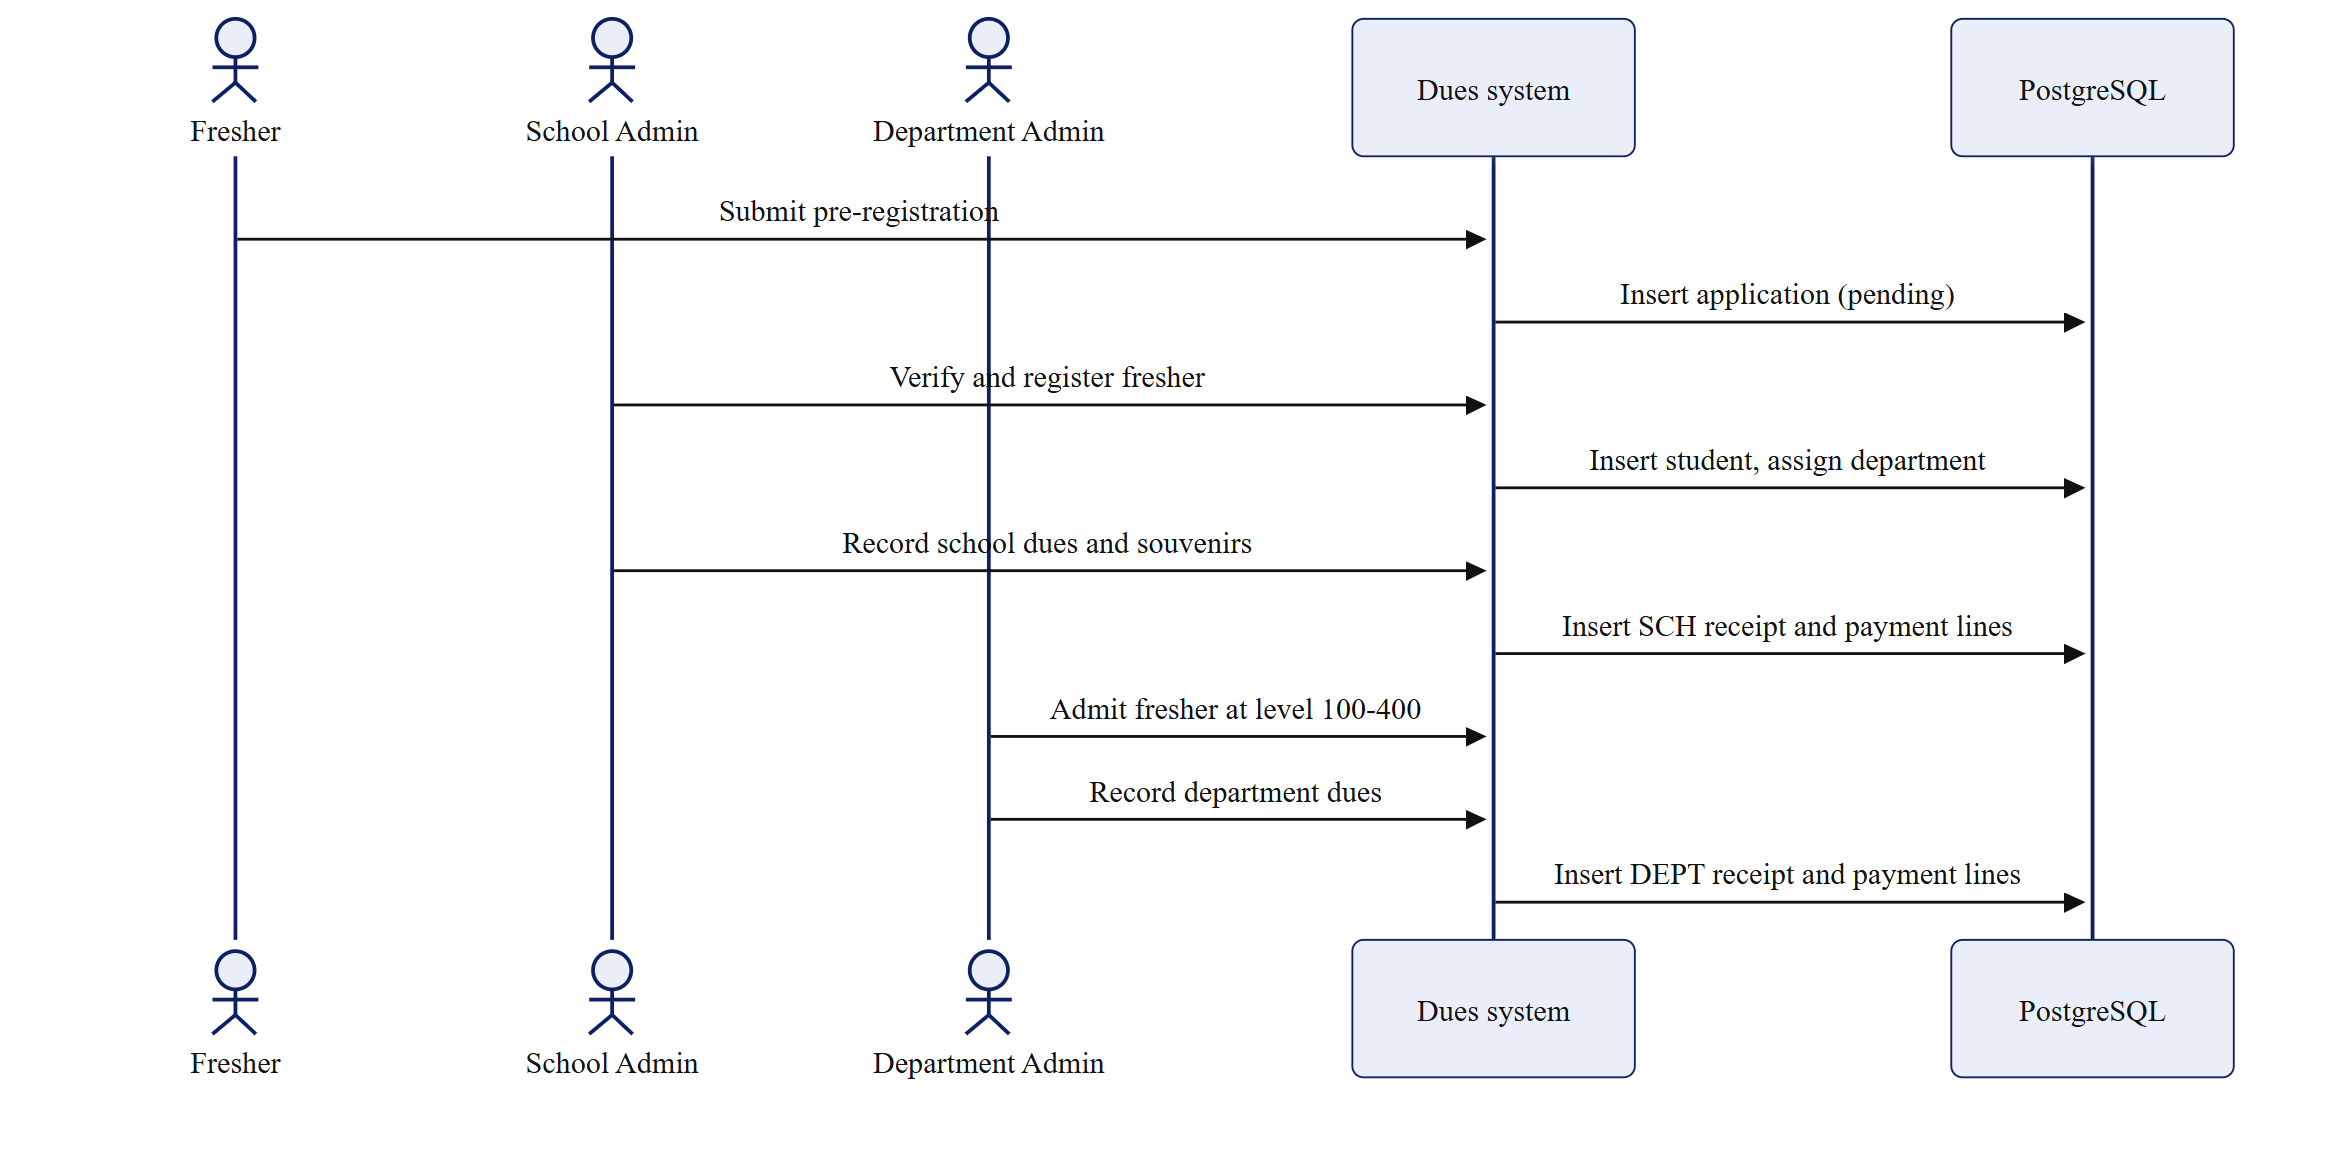 Fresher
School Admin
Department Admin
Dues system
PostgreSQL
Submit pre-registration
Insert application (pending)
Verify and register fresher
Insert student, assign department
Record school dues and souvenirs
Insert SCH receipt and payment lines
Admit fresher at level 100-400
Record department dues
Insert DEPT receipt and payment lines
Fresher
School Admin
Department Admin
Dues system
PostgreSQL